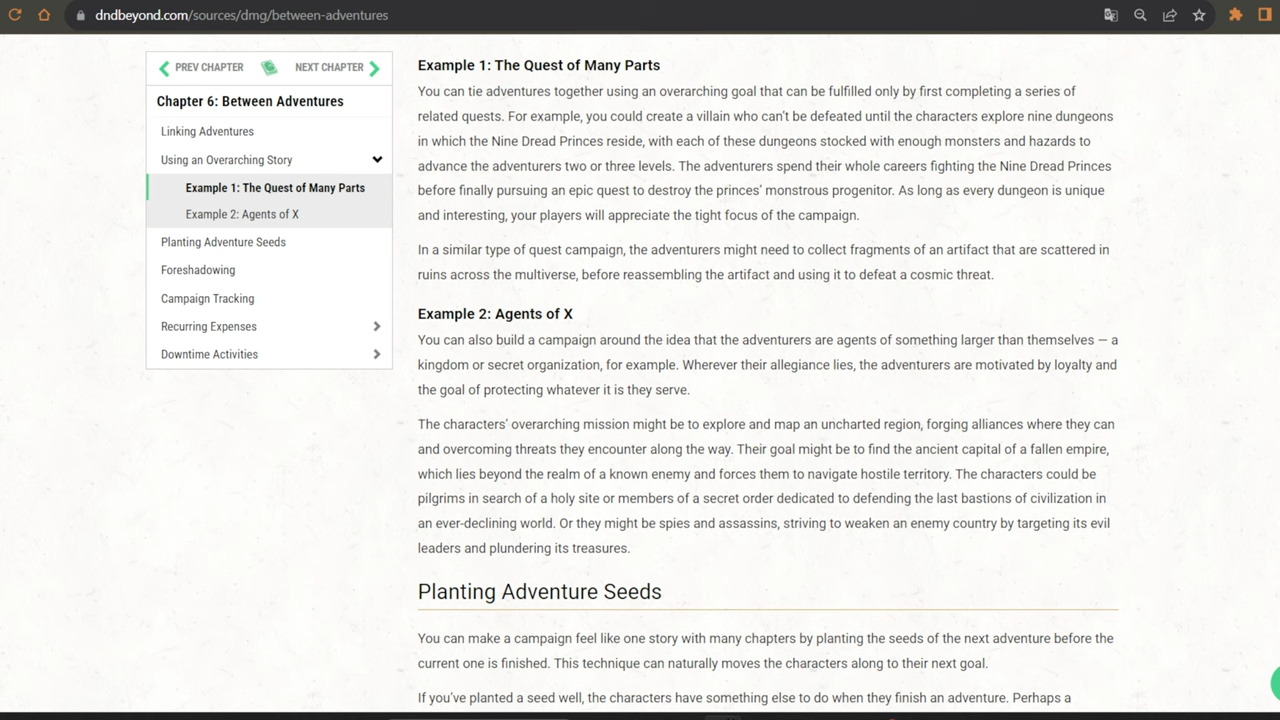 dndbeyond.com/sources/dmg/between-adventures
PREV CHAPTER NEXT CHAPTER
Chapter 6: Between Adventures
Linking Adventures
Using an Overarching Story
Example 1: The Quest of Many Parts
Example 2: Agents of X
Planting Adventure Seeds
Foreshadowing
Campaign Tracking
Recurring Expenses
Downtime Activities
Example 1: The Quest of Many Parts
You can tie adventures together using an overarching goal that can be fulfilled only by first completing a series of
related quests. For example, you could create a villain who can't be defeated until the characters explore nine dungeons
in which the Nine Dread Princes reside, with each of these dungeons stocked with enough monsters and hazards to
advance the adventurers two or three levels. The adventurers spend their whole careers fighting the Nine Dread Princes
before finally pursuing an epic quest to destroy the princes' monstrous progenitor. As long as every dungeon is unique
and interesting, your players will appreciate the tight focus of the campaign.
In a similar type of quest campaign, the adventurers might need to collect fragments of an artifact that are scattered in
ruins across the multiverse, before reassembling the artifact and using it to defeat a cosmic threat.
Example 2: Agents of X
You can also build a campaign around the idea that the adventurers are agents of something larger than themselves — a
kingdom or secret organization, for example. Wherever their allegiance lies, the adventurers are motivated by loyalty and
the goal of protecting whatever it is they serve.
The characters' overarching mission might be to explore and map an uncharted region, forging alliances where they can
and overcoming threats they encounter along the way. Their goal might be to find the ancient capital of a fallen empire,
which lies beyond the realm of a known enemy and forces them to navigate hostile territory. The characters could be
pilgrims in search of a holy site or members of a secret order dedicated to defending the last bastions of civilization in
an ever-declining world. Or they might be spies and assassins, striving to weaken an enemy country by targeting its evil
leaders and plundering its treasures.
Planting Adventure Seeds
You can make a campaign feel like one story with many chapters by planting the seeds of the next adventure before the
current one is finished. This technique can naturally moves the characters along to their next goal.
If you've planted a seed well, the characters have something else to do when they finish an adventure. Perhaps a